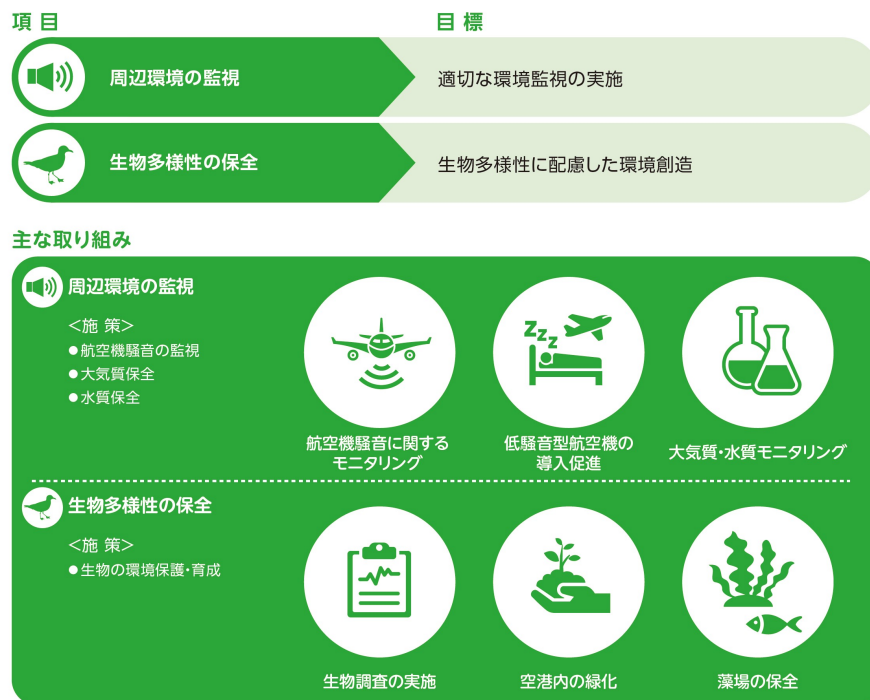 項 目
目 標
周辺環境の監視
適切な環境監視の実施
生物多様性の保全
生物多様性に配慮した環境創造
主な取り組み
周辺環境の監視
＜施 策＞
●航空機騒音の監視
●大気質保全
●水質保全
航空機騒音に関する
モニタリング
zzz
低騒音型航空機の
導入促進
大気質・水質モニタリング
生物多様性の保全
＜施 策＞
●生物の環境保護・育成
生物調査の実施
空港内の緑化
藻場の保全